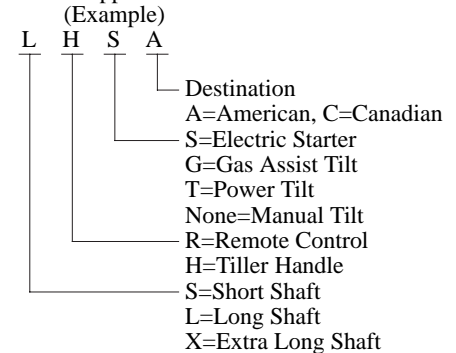 (Example)
L H S A
Destination
A=American, C=Canadian
S=Electric Starter
G=Gas Assist Tilt
T=Power Tilt
None=Manual Tilt
R=Remote Control
H=Tiller Handle
S=Short Shaft
L=Long Shaft
X=Extra Long Shaft